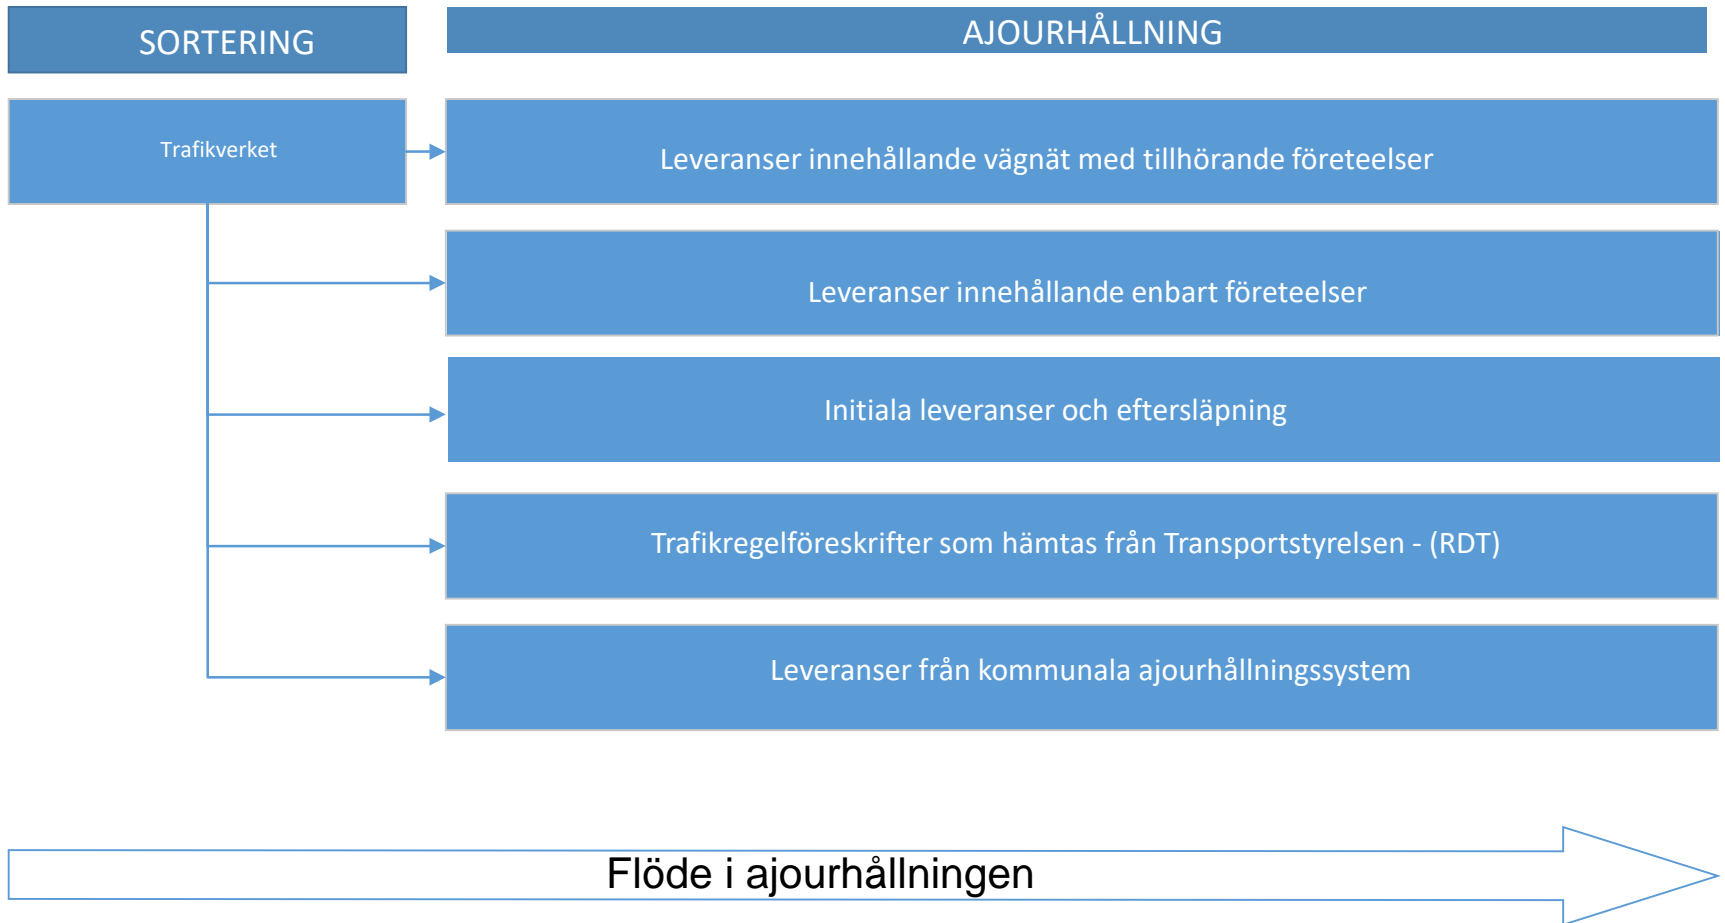 SORTERING
AJOURHÅLLNING
Trafikverket
Leveranser innehållande vägnät med tillhörande företeelser
Leveranser innehållande enbart företeelser
Initiala leveranser och eftersläpning
Trafikregelföreskrifter som hämtas från Transportstyrelsen - (RDT)
Leveranser från kommunala ajourhållningssystem
Flöde i ajourhållningen